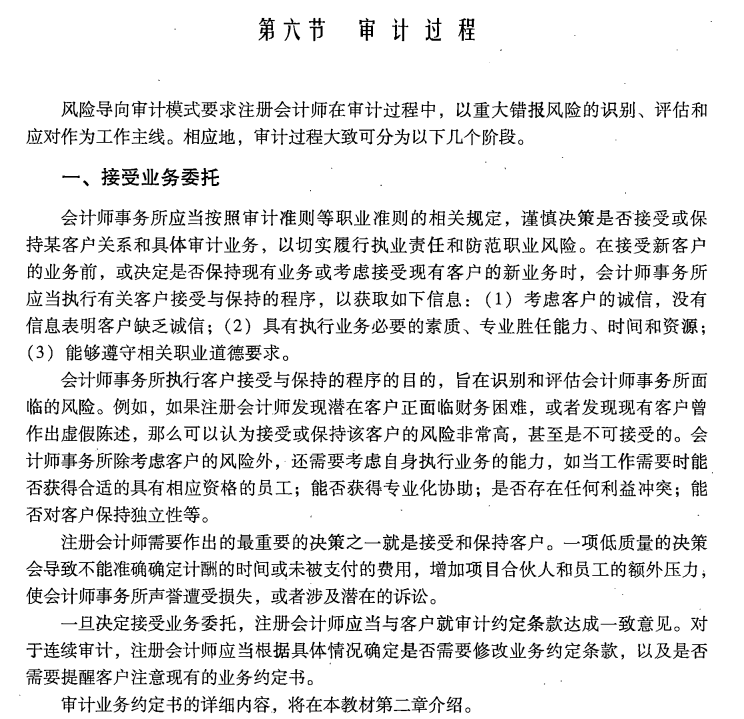 第六节 审计过程
风险导向审计模式要求注册会计师在审计过程中，以重大错报风险的识别、评估和
应对作为工作主线。相应地，审计过程大致可分为以下几个阶段。
一、接受业务委托
会计师事务所应当按照审计准则等职业准则的相关规定，谨慎决策是否接受或保
持某客户关系和具体审计业务，以切实履行执业责任和防范职业风险。在接受新客户
的业务前，或决定是否保持现有业务或考虑接受现有客户的新业务时，会计师事务所
应当执行有关客户接受与保持的程序，以获取如下信息：（1）考虑客户的诚信，没有
信息表明客户缺乏诚信；（2）具有执行业务必要的素质、专业胜任能力、时间和资源；
（3）能够遵守相关职业道德要求。
会计师事务所执行客户接受与保持的程序的目的，旨在识别和评估会计师事务所面
临的风险。例如，如果注册会计师发现潜在客户正面临财务困难，或者发现现有客户曾
作出虚假陈述，那么可以认为接受或保持该客户的风险非常高，甚至是不可接受的。会
计师事务所除考虑客户的风险外，还需要考虑自身执行业务的能力，如当工作需要时能
否获得合适的具有相应资格的员工；能否获得专业化协助；是否存在任何利益冲突；能
否对客户保持独立性等。
注册会计师需要作出的最重要的决策之一就是接受和保持客户。一项低质量的决策
会导致不能准确确定计酬的时间或未被支付的费用，增加项目合伙人和员工的额外压力，
使会计师事务所声誉遭受损失，或者涉及潜在的诉讼。
一旦决定接受业务委托，注册会计师应当与客户就审计约定条款达成一致意见。对
于连续审计，注册会计师应当根据具体情况确定是否需要修改业务约定条款，以及是否
需要提醒客户注意现有的业务约定书。
审计业务约定书的详细内容，将在本教材第二章介绍。